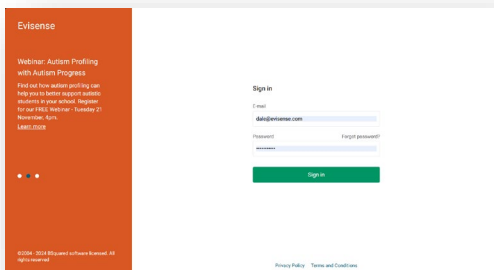 Evisense
Webinar: Autism Profiling
with Autism Progress
Find out how autism profiling can
help you to better support autistic
students in your school. Register
for our FREE Webinar - Tuesday 21
November, 4pm.
Learn more
©2004 - 2024 BSquared software licensed. All
rights reserved
Sign in
E-mail
dale@evisense.com
Password
Forgot password?
Sign in
Privacy Policy Terms and Conditions